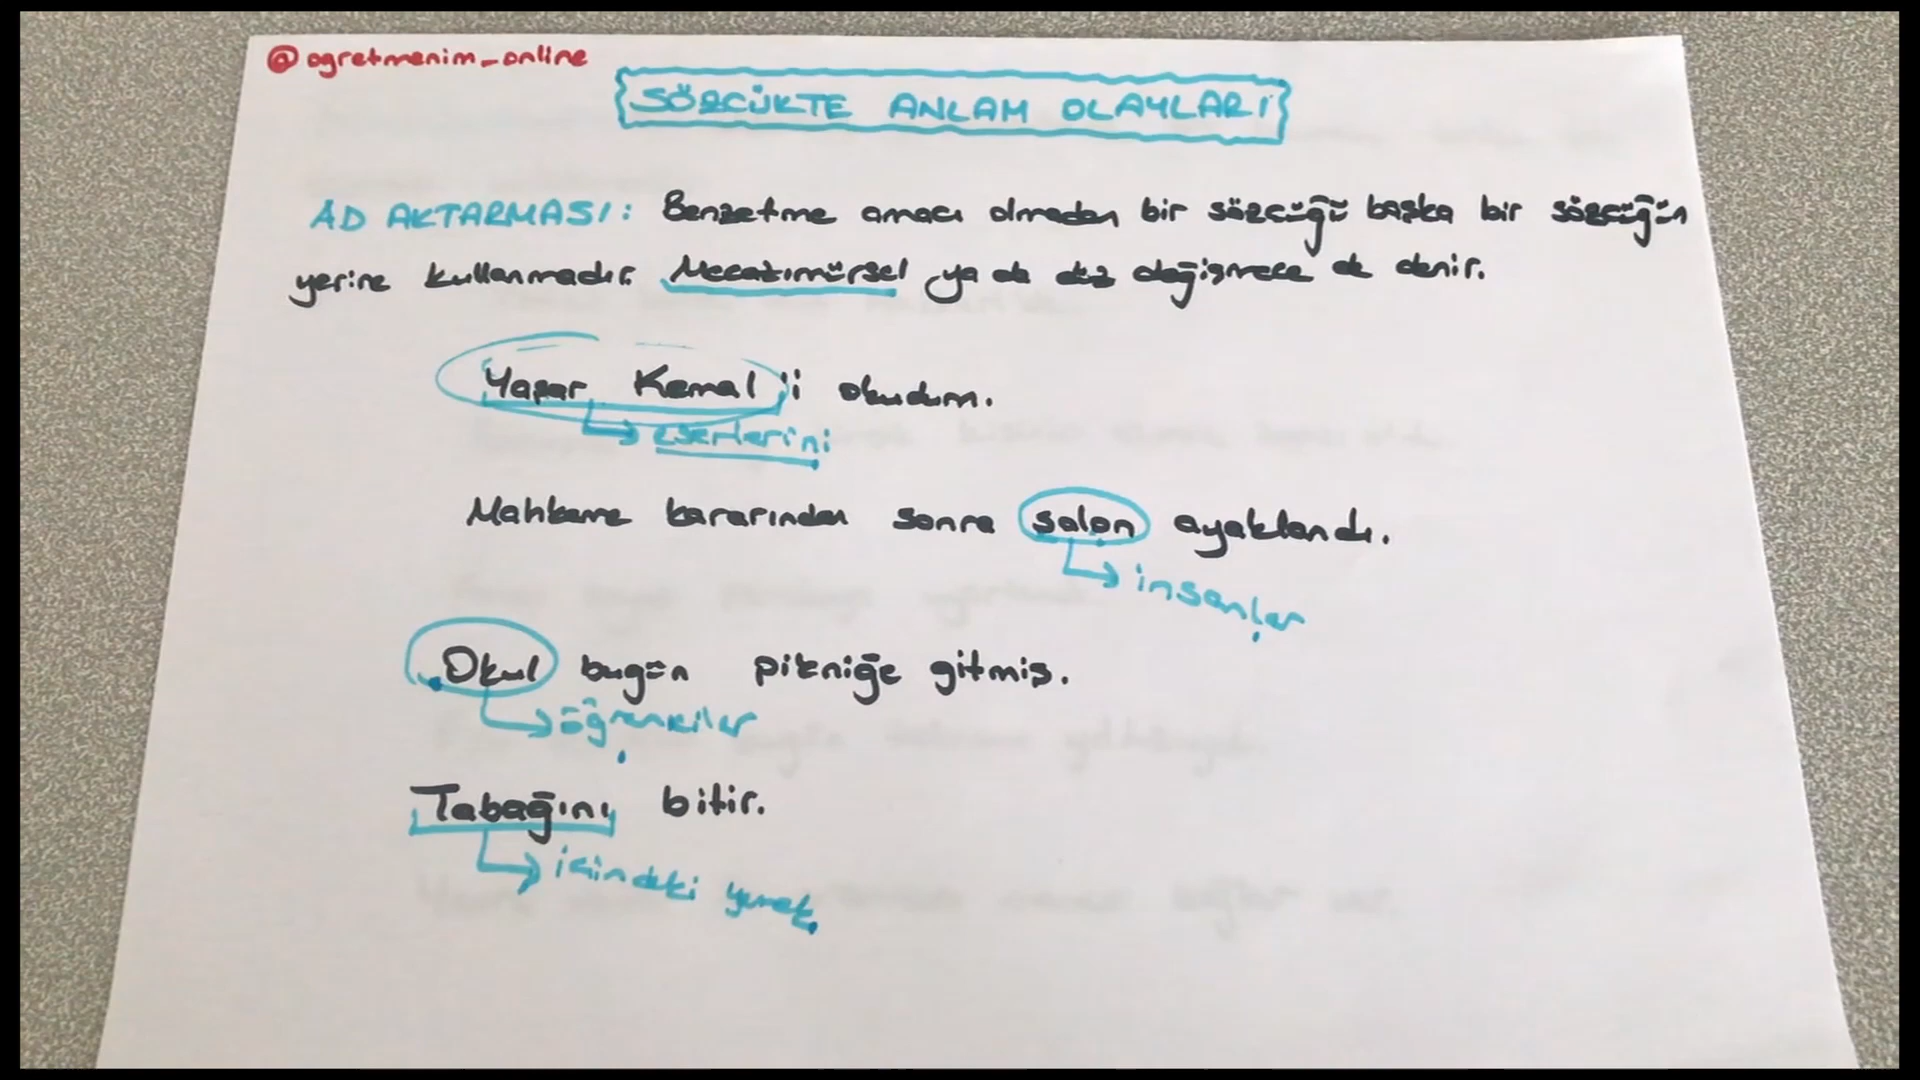 @ogretmenim_online
SÖZCÜKTE ANLAM OLAYLARI
AD AKTARMASI: Benzetme amacı olmadan bir sözcüğü başka bir sözcüğün
yerine kullanmadır. Mecazımürsel ya da düz değişmece de denir.
Yaşar Kemal'i okudum.
eserlerini
Mahkeme kararından sonra salon ayaklandı.
insanlar
Okul bugün pikniğe gitmiş.
öğrenciler
Tabağını bitir.
içindeki yemek